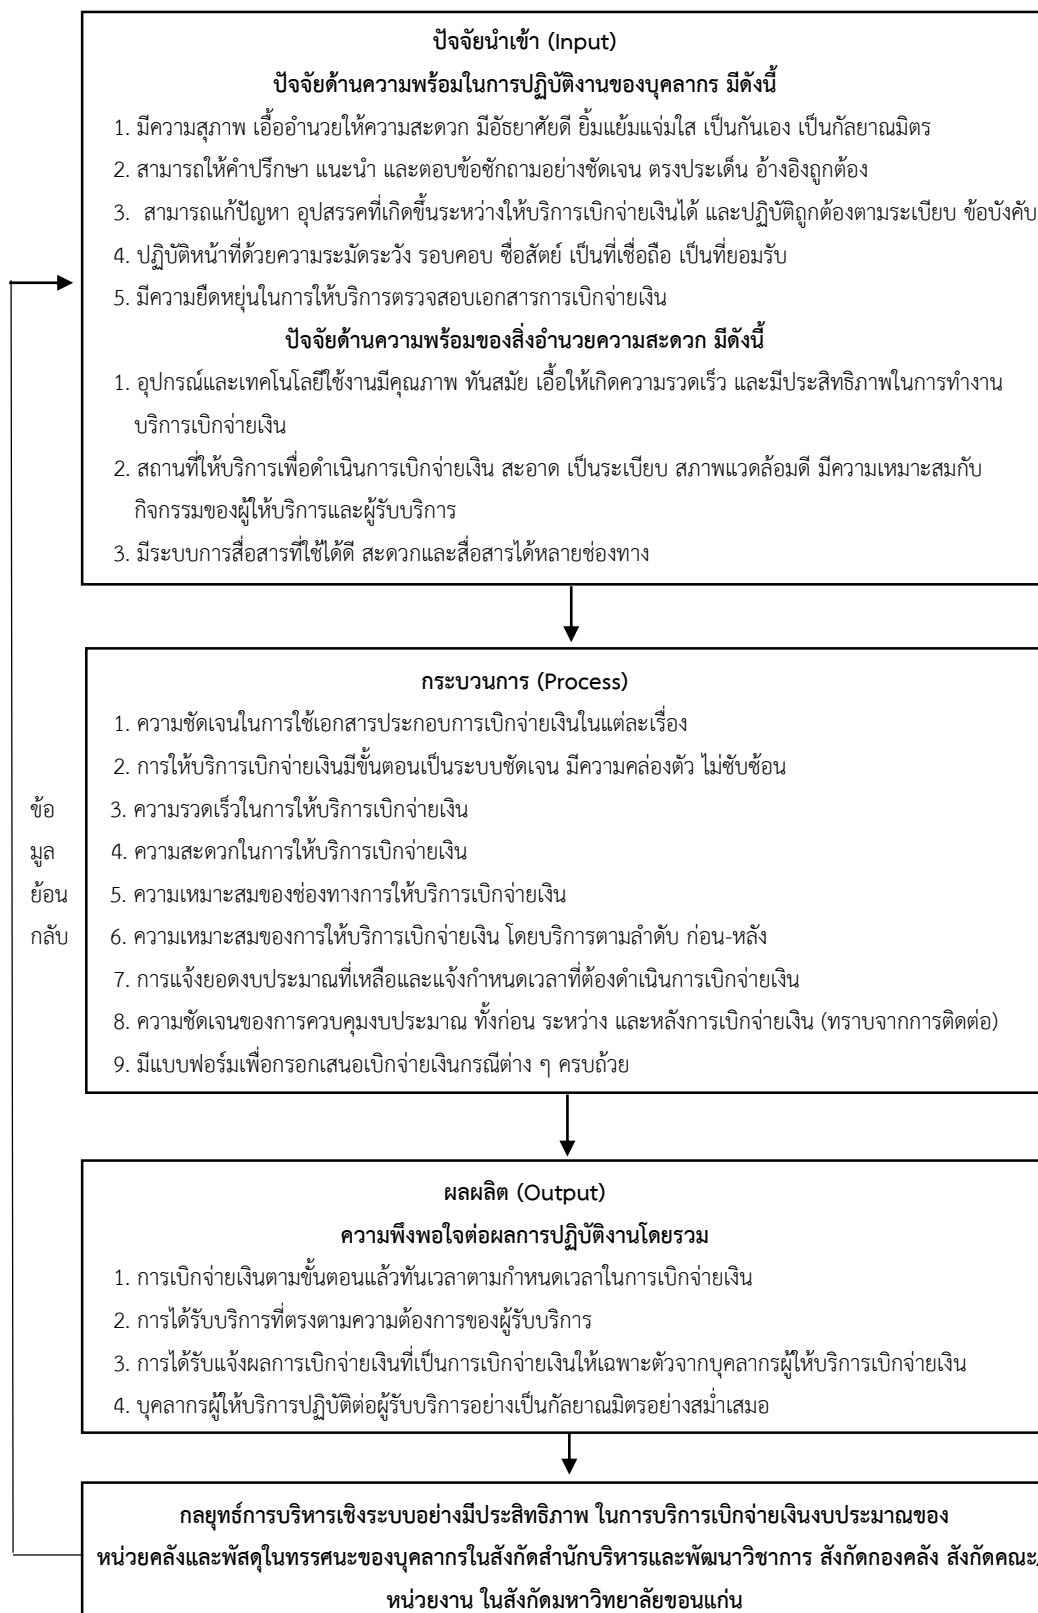 ปัจจัยนำเข้า (Input)
ปัจจัยด้านความพร้อมในการปฏิบัติงานของบุคลากร มีดังนี้
1. มีความสุภาพ เอื้ออำนวยให้ความสะดวก มีอัธยาศัยดี ยิ้มแย้มแจ่มใส เป็นกันเอง เป็นกัลยาณมิตร
2. สามารถให้คำปรึกษา แนะนำ และตอบข้อซักถามอย่างชัดเจน ตรงประเด็น อ้างอิงถูกต้อง
3. สามารถแก้ปัญหา อุปสรรคที่เกิดขึ้นระหว่างให้บริการเบิกจ่ายเงินได้ และปฏิบัติถูกต้องตามระเบียบ ข้อบังคับ
4. ปฏิบัติหน้าที่ด้วยความระมัดระวัง รอบคอบ ซื่อสัตย์ เป็นที่เชื่อถือ เป็นที่ยอมรับ
5. มีความยืดหยุ่นในการให้บริการตรวจสอบเอกสารการเบิกจ่ายเงิน
ปัจจัยด้านความพร้อมของสิ่งอำนวยความสะดวก มีดังนี้
1. อุปกรณ์และเทคโนโลยีใช้งานมีคุณภาพ ทันสมัย เอื้อให้เกิดความรวดเร็ว และมีประสิทธิภาพในการทำงาน
บริการเบิกจ่ายเงิน
2. สถานที่ให้บริการเพื่อดำเนินการเบิกจ่ายเงิน สะอาด เป็นระเบียบ สภาพแวดล้อมดี มีความเหมาะสมกับ
กิจกรรมของผู้ให้บริการและผู้รับบริการ
3. มีระบบการสื่อสารที่ใช้ได้ดี สะดวกและสื่อสารได้หลายช่องทาง
กระบวนการ (Process)
1. ความชัดเจนในการใช้เอกสารประกอบการเบิกจ่ายเงินในแต่ละเรื่อง
2. การให้บริการเบิกจ่ายเงินมีขั้นตอนเป็นระบบชัดเจน มีความคล่องตัว ไม่ซับซ้อน
3. ความรวดเร็วในการให้บริการเบิกจ่ายเงิน
4. ความสะดวกในการให้บริการเบิกจ่ายเงิน
5. ความเหมาะสมของช่องทางการให้บริการเบิกจ่ายเงิน
6. ความเหมาะสมของการให้บริการเบิกจ่ายเงิน โดยบริการตามลำดับ ก่อน-หลัง
7. การแจ้งยอดงบประมาณที่เหลือและแจ้งกำหนดเวลาที่ต้องดำเนินการเบิกจ่ายเงิน
8. ความชัดเจนของการควบคุมงบประมาณ ทั้งก่อน ระหว่าง และหลังการเบิกจ่ายเงิน (ทราบจากการติดต่อ)
9. มีแบบฟอร์มเพื่อกรอกเสนอเบิกจ่ายเงินกรณีต่าง ๆ ครบถ้วย
ข้อ
มูล
ย้อน
กลับ
ผลผลิต (Output)
ความพึงพอใจต่อผลการปฏิบัติงานโดยรวม
1. การเบิกจ่ายเงินตามขั้นตอนแล้วทันเวลาตามกำหนดเวลาในการเบิกจ่ายเงิน
2. การได้รับบริการที่ตรงตามความต้องการของผู้รับบริการ
3. การได้รับแจ้งผลการเบิกจ่ายเงินที่เป็นการเบิกจ่ายเงินให้เฉพาะตัวจากบุคลากรผู้ให้บริการเบิกจ่ายเงิน
4. บุคลากรผู้ให้บริการปฏิบัติต่อผู้รับบริการอย่างเป็นกัลยาณมิตรอย่างสม่ำเสมอ
กลยุทธ์การบริหารเชิงระบบอย่างมีประสิทธิภาพ ในการบริการเบิกจ่ายเงินงบประมาณของ
หน่วยคลังและพัสดุในทรรศนะของบุคลากรในสังกัดสำนักบริหารและพัฒนาวิชาการ สังกัดกองคลัง สังกัดคณะ/
หน่วยงาน ในสังกัดมหาวิทยาลัยขอนแก่น